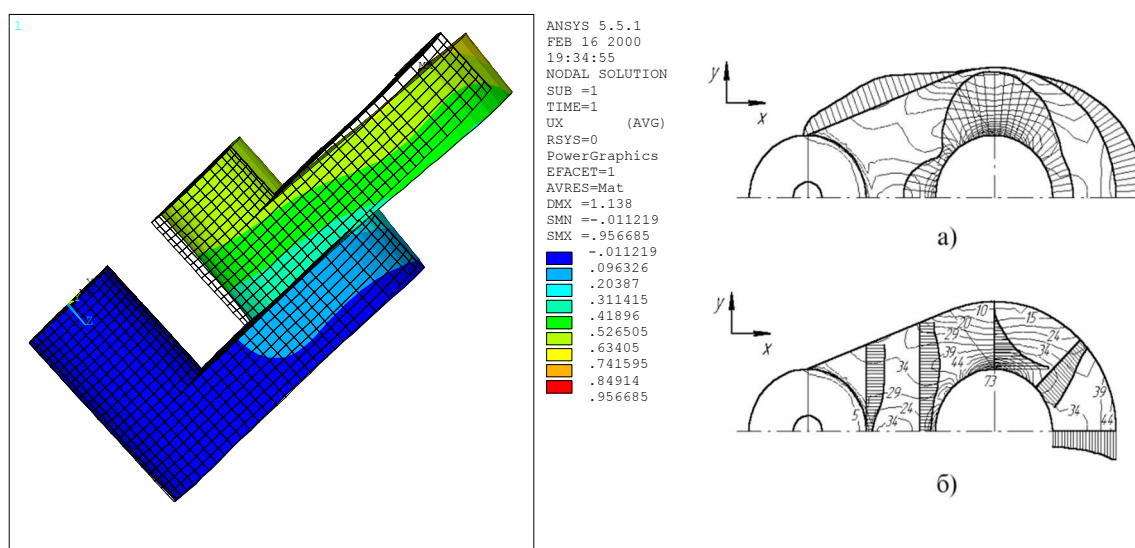 1
ANSYS 5.5.1
FEB 16 2000
19:34:55
NODAL SOLUTION
SUB =1
TIME=1
UX (AVG)
RSYS=0
PowerGraphics
EFACET=1
AVRES=Mat
DMX =1.138
SMN =-.011219
SMX =.956685
-.011219
.096326
.20387
.311415
.41896
.526505
.63405
.741595
.84914
.956685
Z
y
x
а)
y
x
10
15
20
24
29
34
39
44
34
73
29
39
5
24
34
34
44
б)